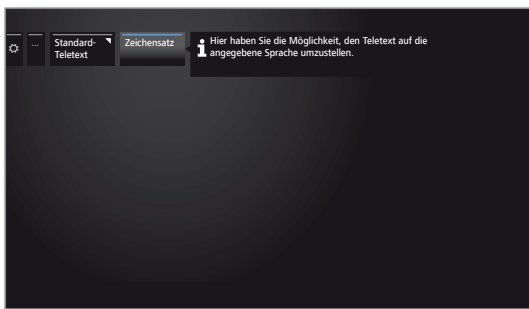 ...
Standard-
Teletext
Zeichensatz
Hier haben Sie die Möglichkeit, den Teletext auf die
angegebene Sprache umzustellen.